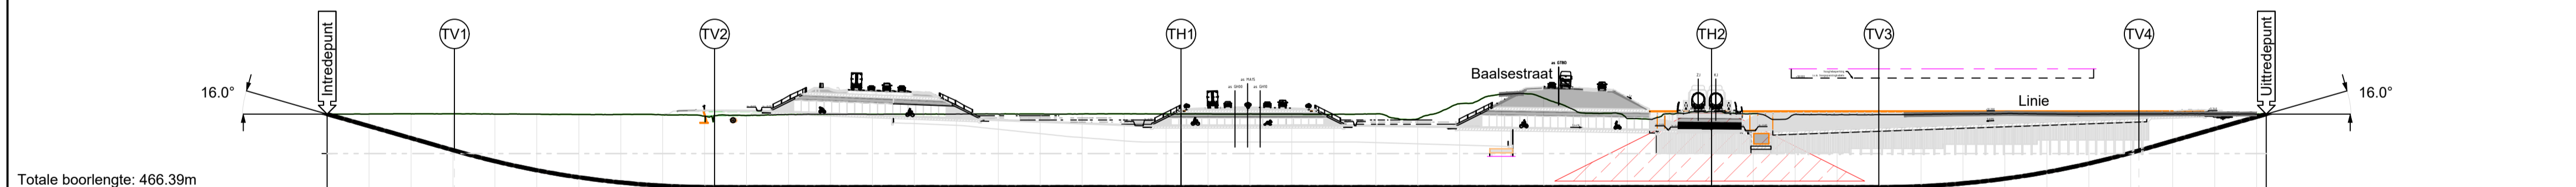 Intredepunt
TV1
TV2
TH1
TH2
TV3
TV4
Uittredepunt
16.0°
Baalsestraat
Linie
16.0°
Totale boorlengte: 466.39m